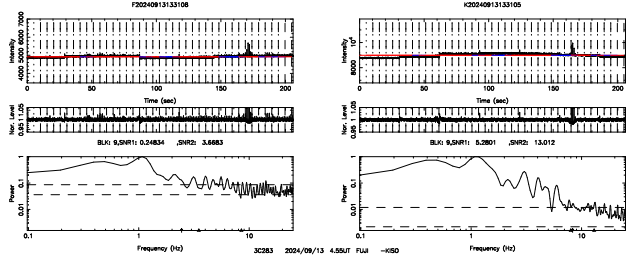 F20240913133108
K20240913133105
Intensity
4000 5000 6000 7000
0 50 100 150 200
Time (sec)
Intensity
8000 10⁴
0 50 100 150 200
Time (sec)
Nor. Level
0.95 1 1.05
Nor. Level
0.95 1 1.05
BLK: 9,SNR1: 0.24834 ,SNR2: 3.6683
BLK: 9,SNR1: 5.2801 ,SNR2: 13.012
Power
0.01 0.1 1
0.1 1 10
Frequency (Hz)
Power
0.01 0.1 1
0.1 1 10
Frequency (Hz)
3C283 2024/09/13 4.55UT FUJI -KISO